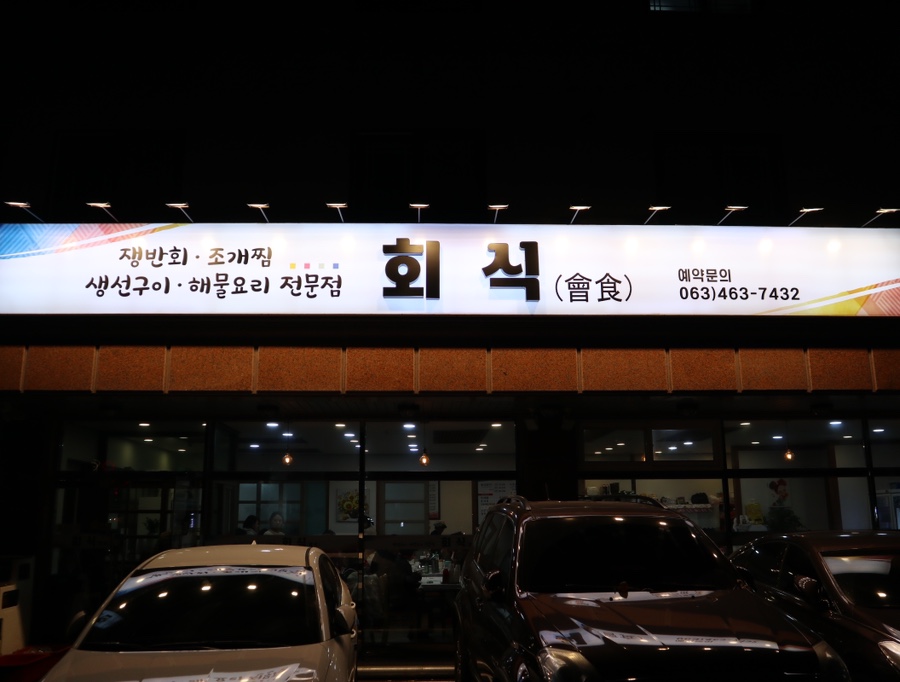 쟁반회·조개찜
생선구이·해물요리 전문점
회 식 (會食)
예약문의
063)463-7432